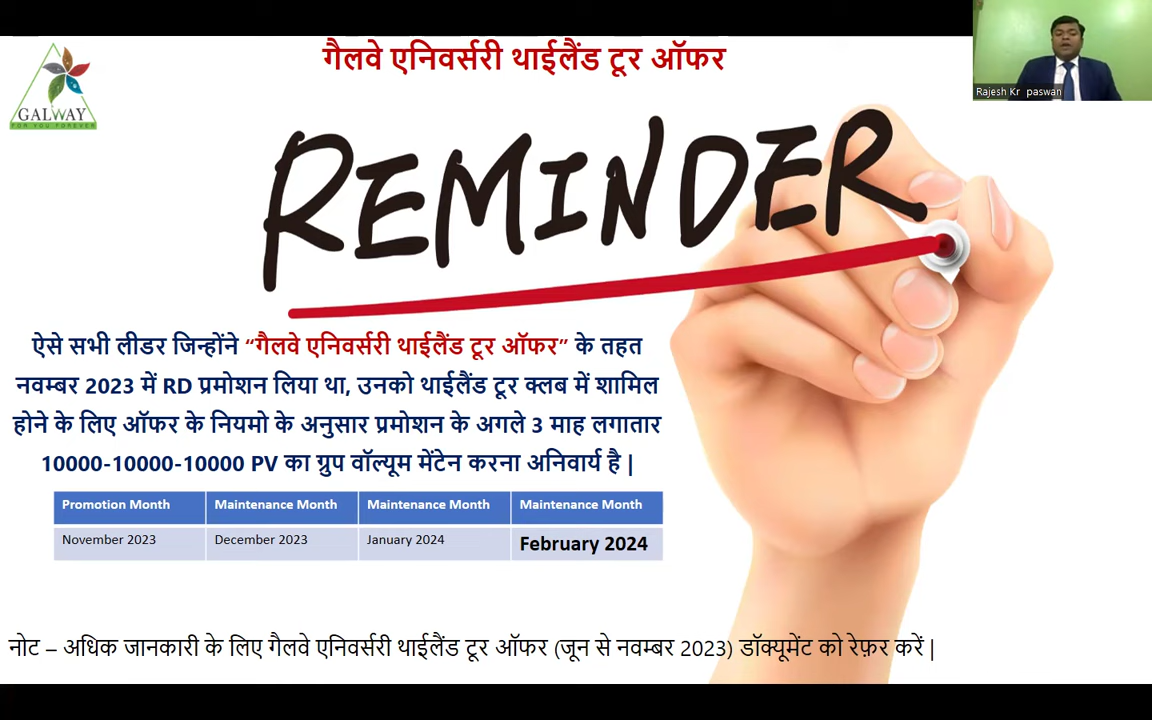 गैलवे एनिवर्सरी थाईलैंड टूर ऑफर
GALWAY
FOR YOU FOREVER
Rajesh Kr paswan
REMINDER
ऐसे सभी लीडर जिन्होंने “गैलवे एनिवर्सरी थाईलैंड टूर ऑफर” के तहत
नवम्बर 2023 में RD प्रमोशन लिया था, उनको थाईलैंड टूर क्लब में शामिल
होने के लिए ऑफर के नियमो के अनुसार प्रमोशन के अगले 3 माह लगातार
10000-10000-10000 PV का ग्रुप वॉल्यूम मेंटेन करना अनिवार्य है |
Promotion Month Maintenance Month Maintenance Month Maintenance Month
November 2023 December 2023 January 2024 February 2024
नोट – अधिक जानकारी के लिए गैलवे एनिवर्सरी थाईलैंड टूर ऑफर (जून से नवम्बर 2023) डॉक्यूमेंट को रेफ़र करें |